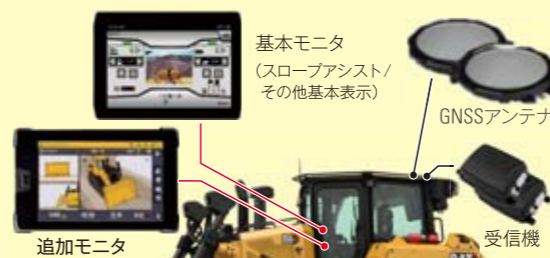 基本モニタ
(スロープアシスト/
その他基本表示)
GNSSアンテナ
受信機
追加モニタ
CAT